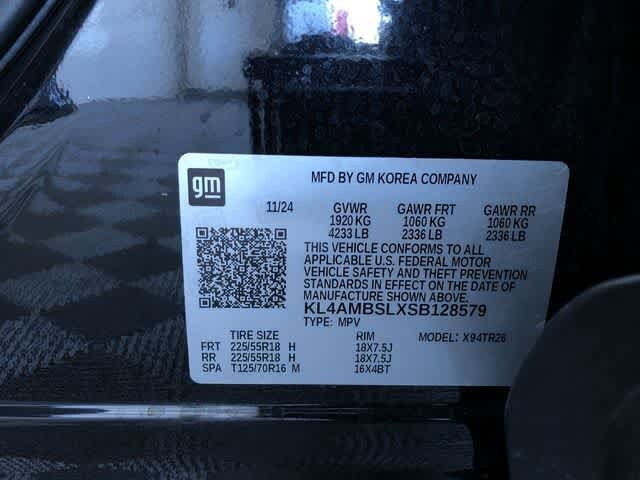 gm
MFD BY GM KOREA COMPANY
11/24 GVWR GAWR FRT GAWR RR
1920 KG 1060 KG 1060 KG
4233 LB 2336 LB 2336 LB
THIS VEHICLE CONFORMS TO ALL
APPLICABLE U.S. FEDERAL MOTOR
VEHICLE SAFETY AND THEFT PREVENTION
STANDARDS IN EFFECT ON THE DATE OF
MANUFACTURE SHOWN ABOVE.
KL4AMBSLXSB128579
TYPE: MPV
TIRE SIZE RIM MODEL: X94TR26
FRT 225/55R18 H 18X7.5J
RR 225/55R18 H 18X7.5J
SPA T125/70R16 M 16X4BT